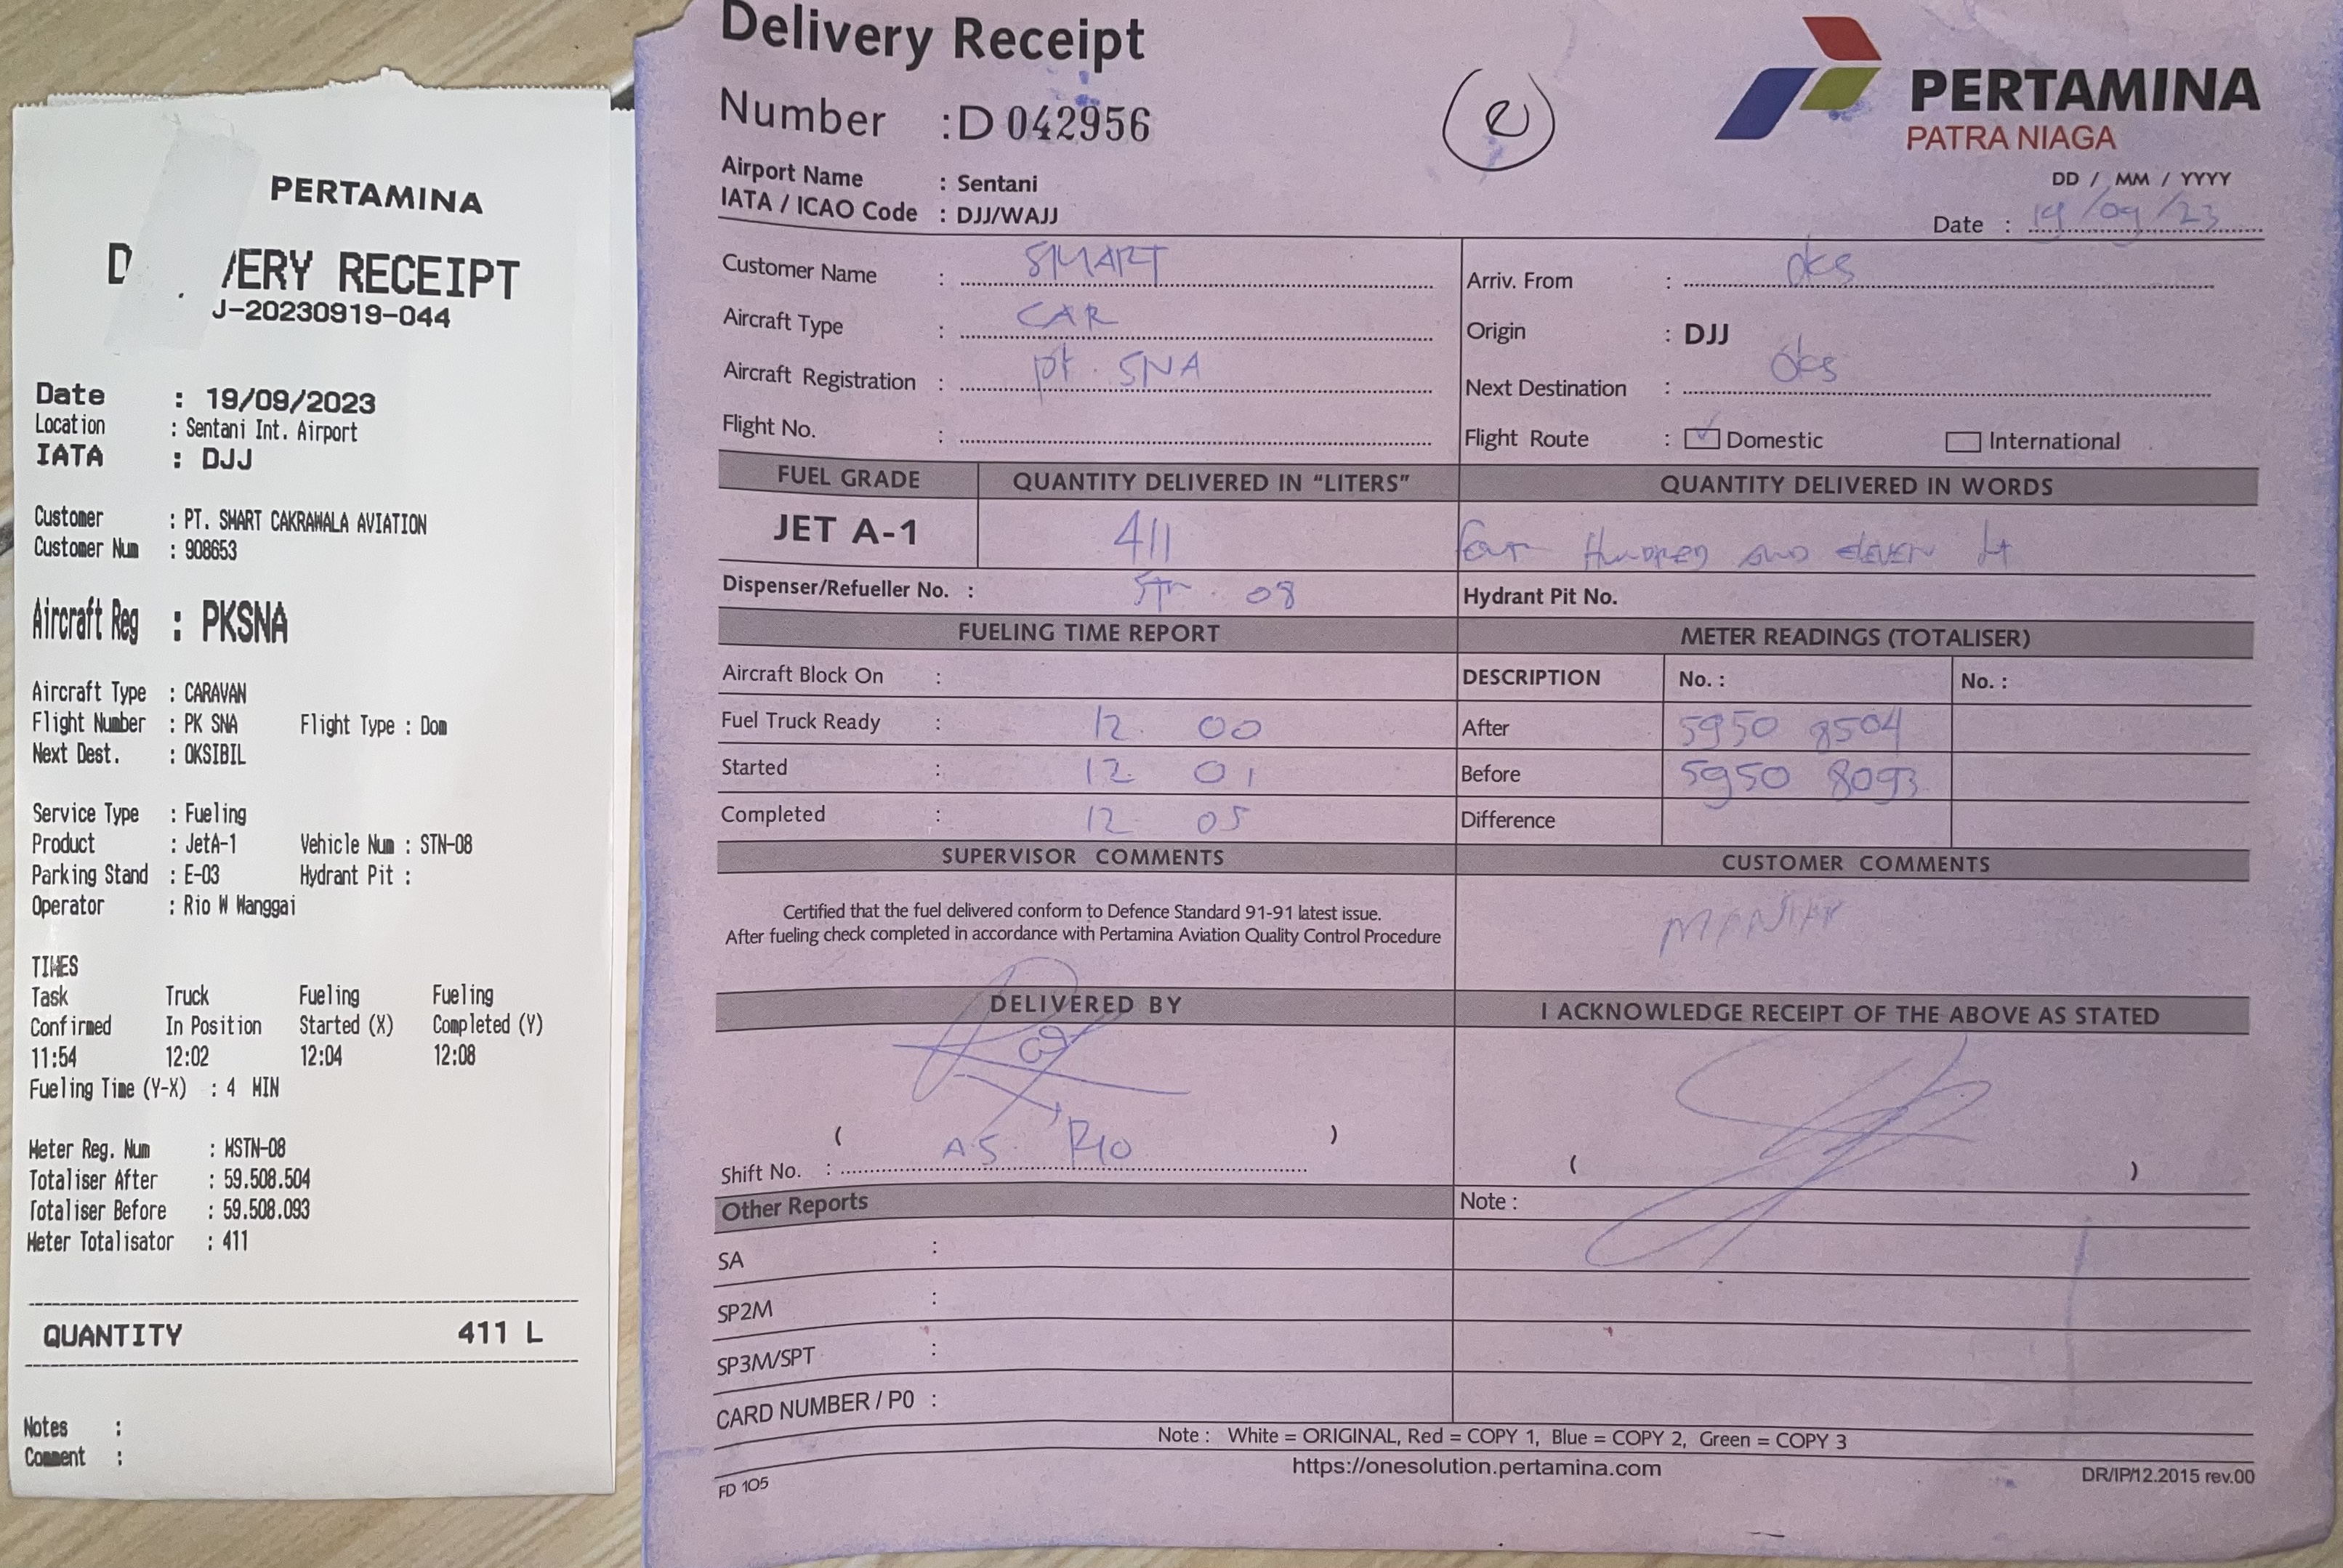 PERTAMINA
D /ERY RECEIPT
J-20230919-044
Date : 19/09/2023
Location : Sentani Int. Airport
IATA : DJJ
Customer : PT. SMART CAKRAWALA AVIATION
Customer Num : 908653
Aircraft Reg : PKSNA
Aircraft Type : CARAVAN
Flight Number : PK SNA Flight Type : Dom
Next Dest. : OKSIBIL
Service Type : Fueling
Product : JetA-1 Vehicle Num : STN-08
Parking Stand : E-03 Hydrant Pit :
Operator : Rio W Wanggai
TIMES
Task Truck Fueling Fueling
Confirmed In Position Started (X) Completed (Y)
11:54 12:02 12:04 12:08
Fueling Time (Y-X) : 4 MIN
Meter Reg. Num : MSTN-08
Totaliser After : 59.508.504
Totaliser Before : 59.508.093
Meter Totalisator : 411
QUANTITY 411 L
Notes :
Comment :
Delivery Receipt
Number : D 042956
e
PERTAMINA
PATRA NIAGA
Airport Name : Sentani
IATA / ICAO Code : DJJ/WAJJ
DD / MM / YYYY
Date : 19/09/23
Customer Name : SMART
Arriv. From : oks
Aircraft Type : CAR
Origin : DJJ
Aircraft Registration : pk . SNA
Next Destination : oks
Flight No. :
Flight Route : Domestic International
FUEL GRADE QUANTITY DELIVERED IN "LITERS" QUANTITY DELIVERED IN WORDS
JET A-1 411 four HUNDRED AND ELEVEN Lt
Dispenser/Refueller No. : STN . 08 Hydrant Pit No.
FUELING TIME REPORT METER READINGS (TOTALISER)
Aircraft Block On : DESCRIPTION No. : No. :
Fuel Truck Ready : 12. 00 After 5950 8504
Started : 12. 01 Before 5950 8093
Completed : 12. 05 Difference
SUPERVISOR COMMENTS CUSTOMER COMMENTS
Certified that the fuel delivered conform to Defence Standard 91-91 latest issue.
After fueling check completed in accordance with Pertamina Aviation Quality Control Procedure
DELIVERED BY I ACKNOWLEDGE RECEIPT OF THE ABOVE AS STATED
( AS. RIO ) ( )
Shift No. :
Other Reports Note :
SA :
SP2M :
SP3M/SPT :
CARD NUMBER / P0 :
Note : White = ORIGINAL, Red = COPY 1, Blue = COPY 2, Green = COPY 3
https://onesolution.pertamina.com
FD 105 DR/IP/12.2015 rev.00